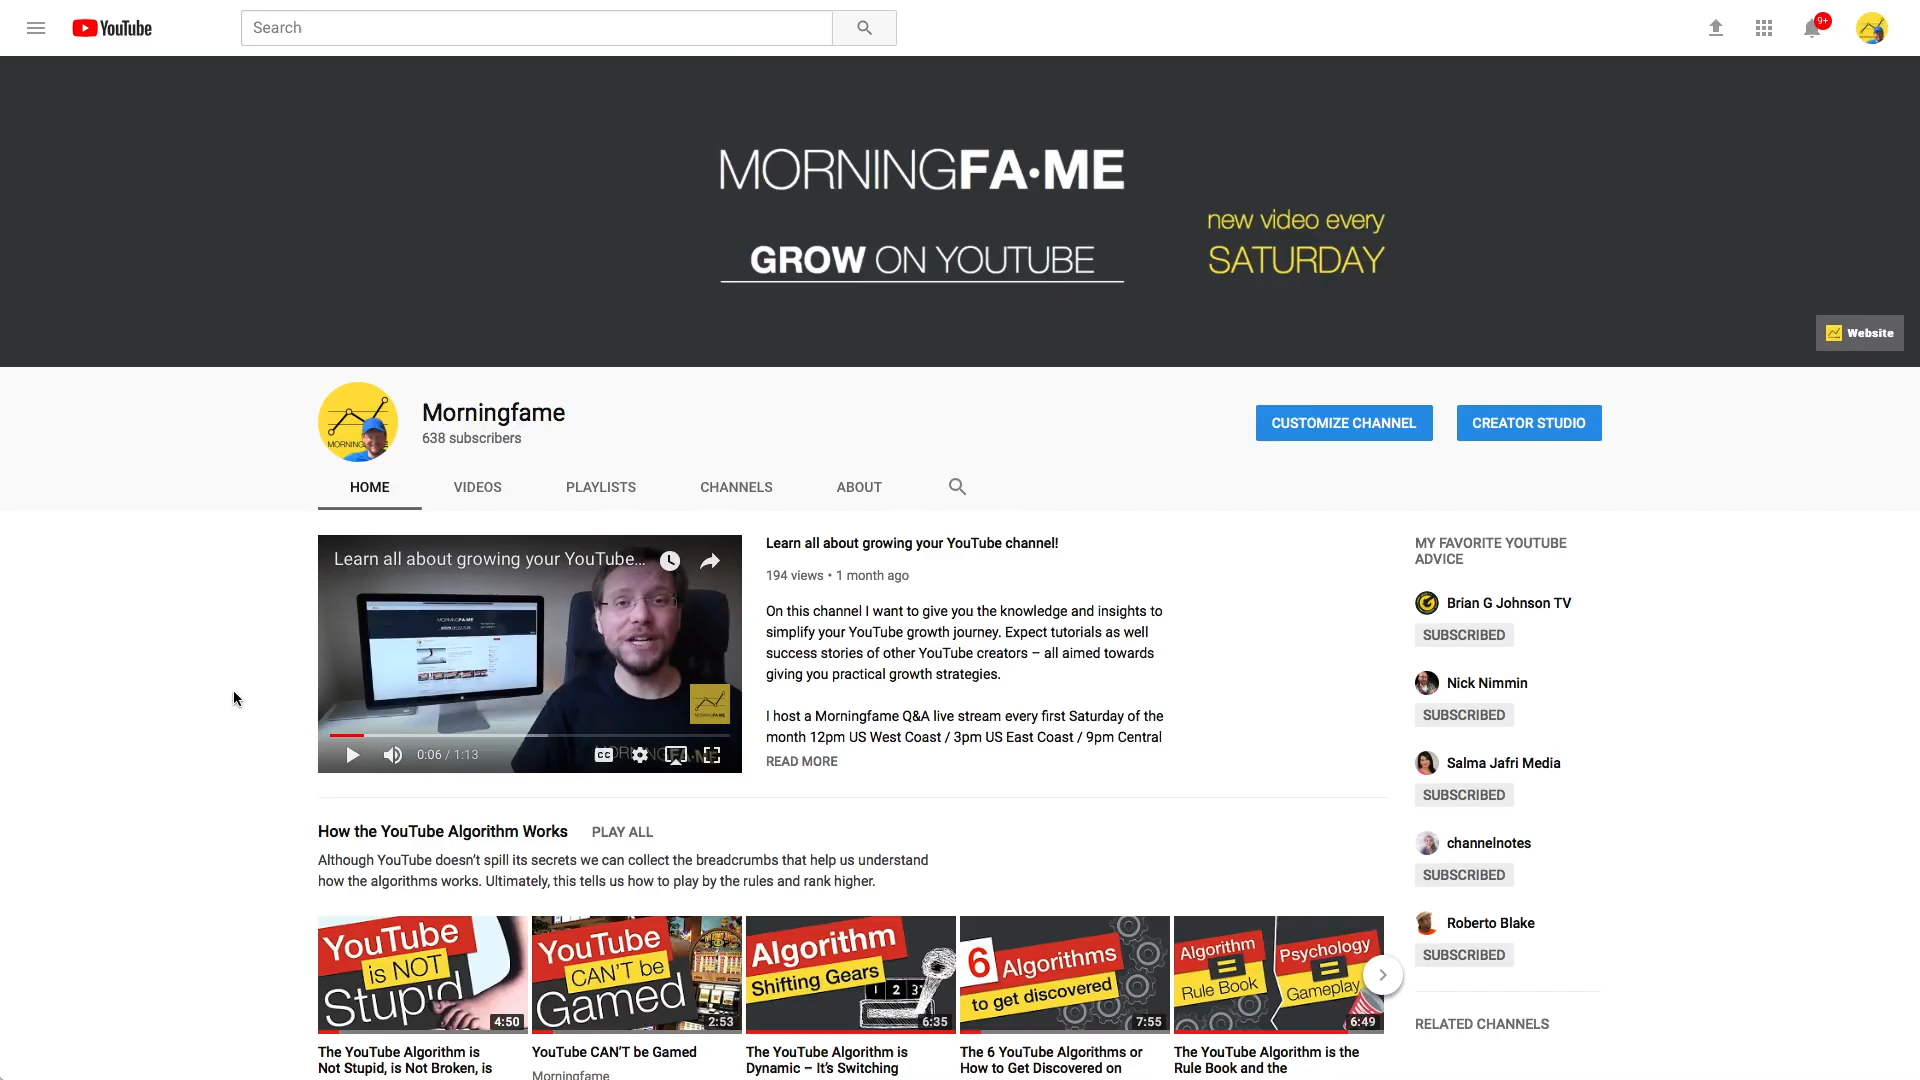 YouTube
Search
9+
MORNINGFA•ME
GROW ON YOUTUBE
new video every
SATURDAY
Website
Morningfame
638 subscribers
CUSTOMIZE CHANNEL
CREATOR STUDIO
HOME
VIDEOS
PLAYLISTS
CHANNELS
ABOUT
Learn all about growing your YouTube...
0:06 / 1:13
CC
Learn all about growing your YouTube channel!
194 views • 1 month ago
On this channel I want to give you the knowledge and insights to
simplify your YouTube growth journey. Expect tutorials as well
success stories of other YouTube creators – all aimed towards
giving you practical growth strategies.
I host a Morningfame Q&A live stream every first Saturday of the
month 12pm US West Coast / 3pm US East Coast / 9pm Central
READ MORE
MY FAVORITE YOUTUBE
ADVICE
Brian G Johnson TV
SUBSCRIBED
Nick Nimmin
SUBSCRIBED
Salma Jafri Media
SUBSCRIBED
channelnotes
SUBSCRIBED
Roberto Blake
SUBSCRIBED
RELATED CHANNELS
How the YouTube Algorithm Works
PLAY ALL
Although YouTube doesn't spill its secrets we can collect the breadcrumbs that help us understand
how the algorithms works. Ultimately, this tells us how to play by the rules and rank higher.
YouTube
is NOT
Stupid
4:50
YouTube
CAN'T be
Gamed
2:53
Algorithm
Shifting Gears
1 2 3
6:35
6 Algorithms
to get discovered
7:55
Algorithm
=
Rule Book
Psychology
=
Gameplay
6:49
The YouTube Algorithm is
Not Stupid, is Not Broken, is
YouTube CAN'T be Gamed
Morningfame
The YouTube Algorithm is
Dynamic – It's Switching
The 6 YouTube Algorithms or
How to Get Discovered on
The YouTube Algorithm is the
Rule Book and the